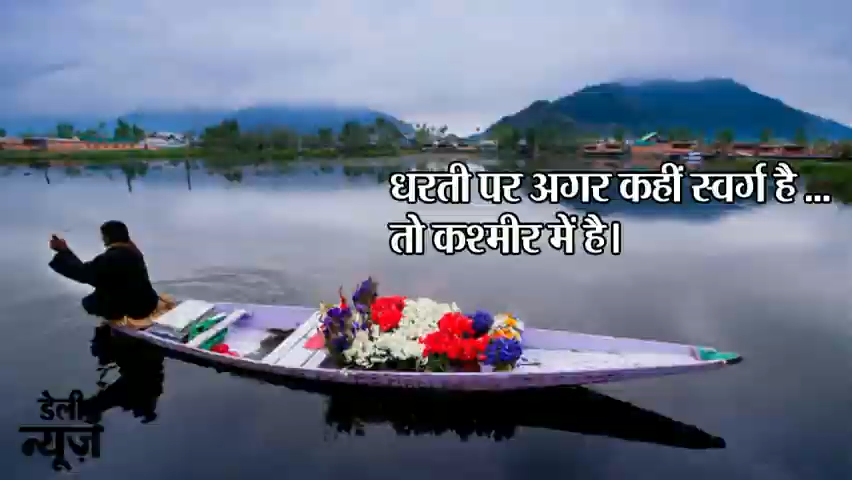 धरती पर अगर कहीं स्वर्ग है ...
तो कश्मीर में है।
डेली
न्यूज़